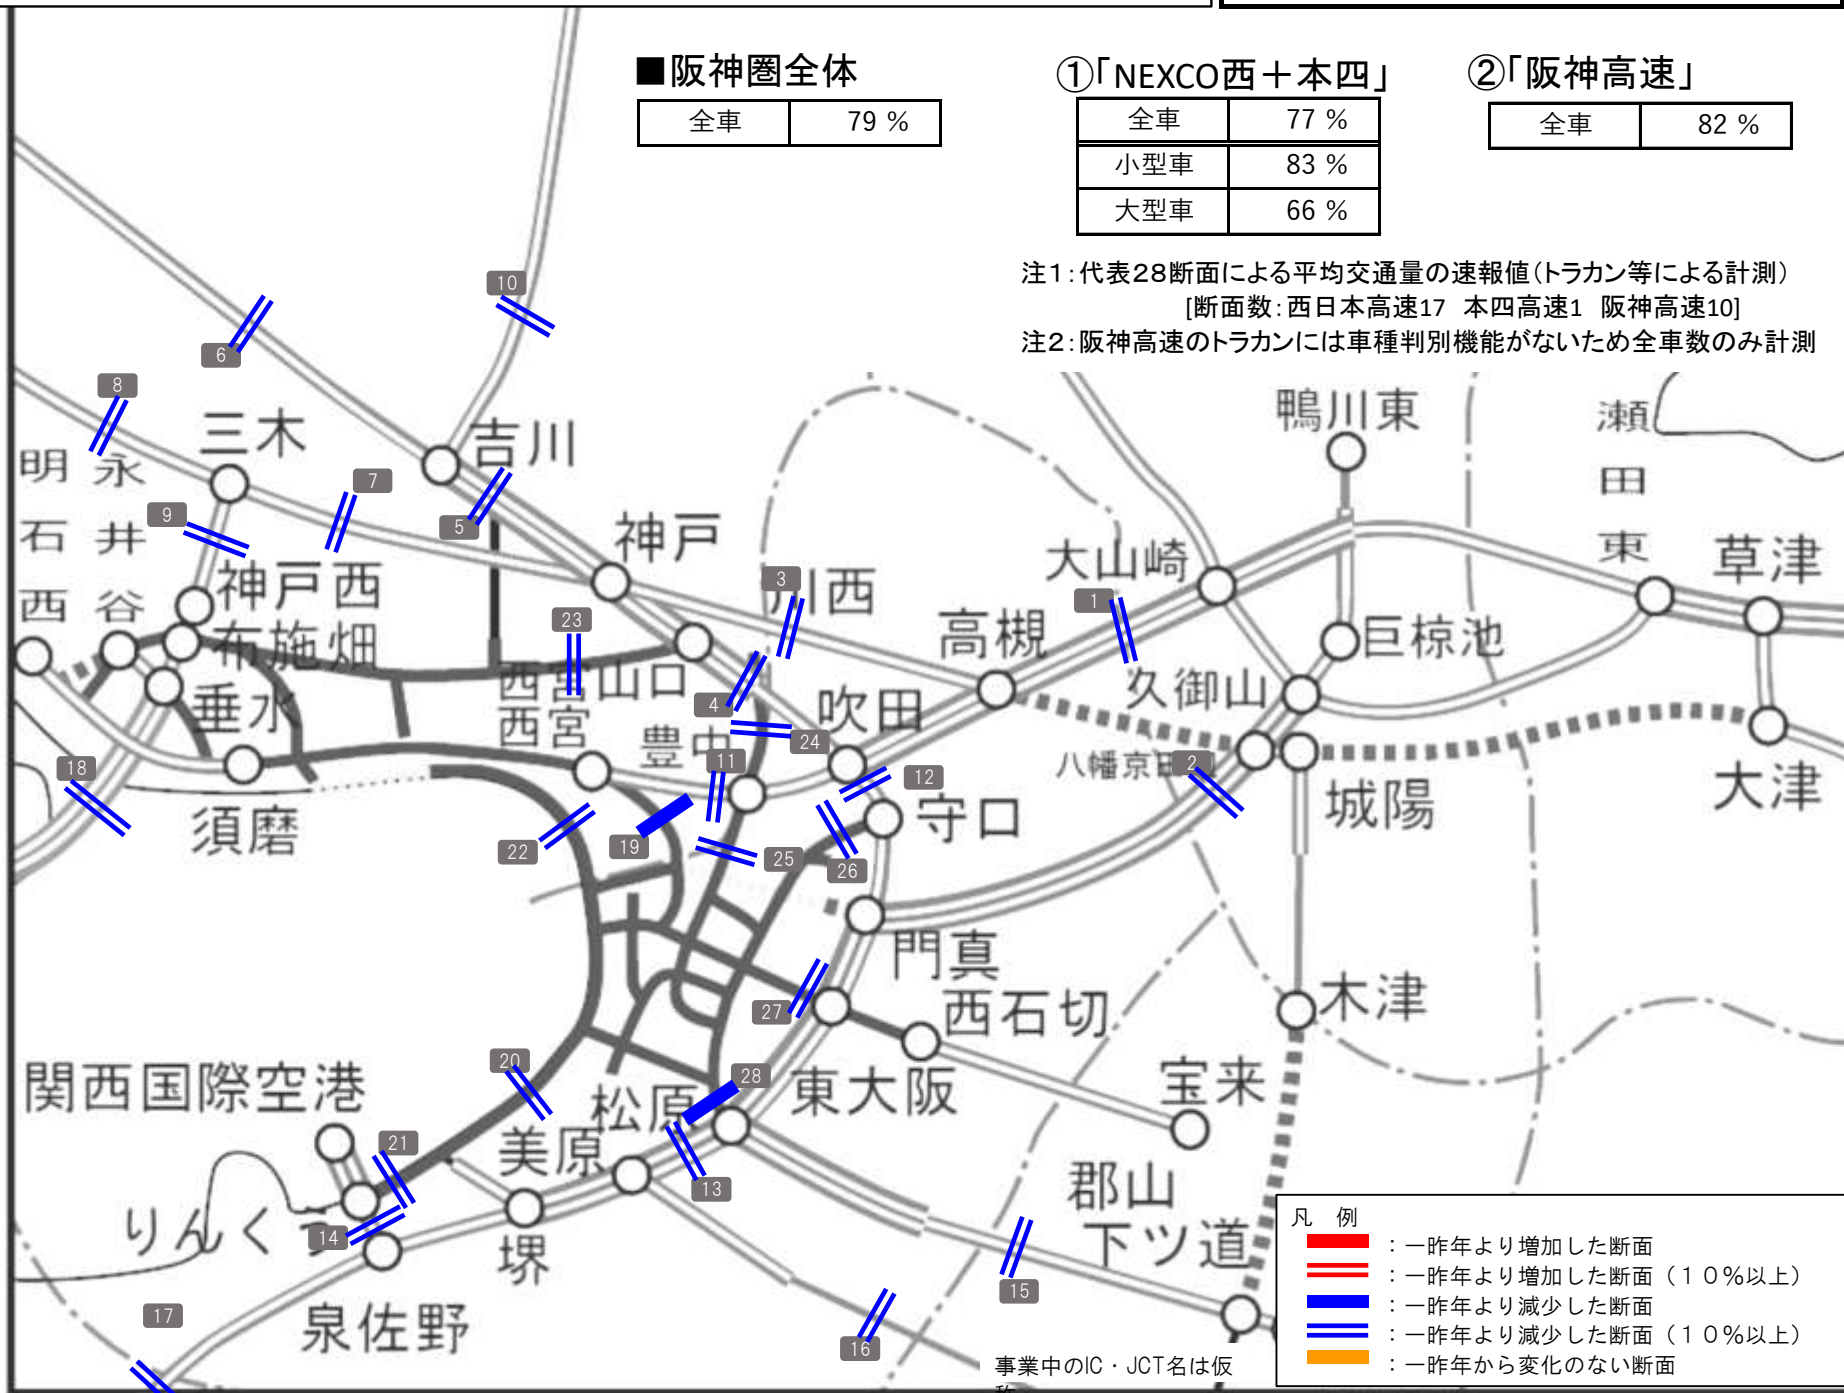 ■阪神圏全体
全車 79 %
①「NEXCO西＋本四」
全車 77 %
小型車 83 %
大型車 66 %
②「阪神高速」
全車 82 %
注1：代表28断面による平均交通量の速報値（トラカン等による計測）
[断面数：西日本高速17 本四高速1 阪神高速10]
注2：阪神高速のトラカンには車種判別機能がないため全車数のみ計測
10
6
8
三木
吉川
鴨川東
瀬田東
明石西
永井谷
7
9
5
神戸
大山崎
草津
神戸西
3
川西
1
高槻
布施畑
23
西宮山口
巨椋池
久御山
垂水
西宮
4
吹田
豊中
24
八幡京田
2
18
11
12
大津
須磨
守口
城陽
22
19
25
26
門真
27
西石切
木津
関西国際空港
20
28
松原
東大阪
宝来
21
美原
13
郡山下ツ道
りんくう
14
堺
15
17
泉佐野
16
事業中のIC・JCT名は仮称
凡 例
：一昨年より増加した断面
：一昨年より増加した断面（１０％以上）
：一昨年より減少した断面
：一昨年より減少した断面（１０％以上）
：一昨年から変化のない断面